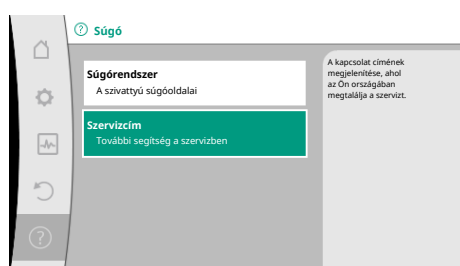 Súgó
Súgórendszer
A szivattyú súgóoldalai
Szervizcím
További segítség a szervizben
A kapcsolat címének
megjelenítése, ahol
az Ön országában
megtalálja a szervizt.